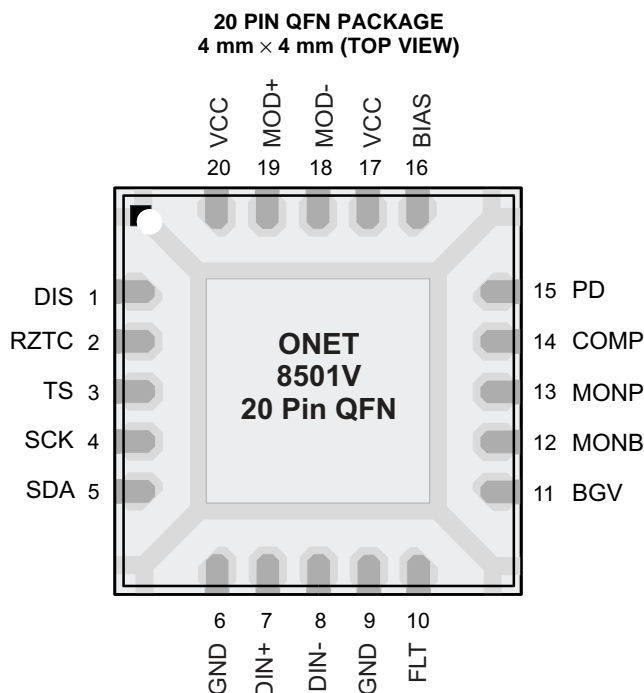 20 PIN QFN PACKAGE
4 mm × 4 mm (TOP VIEW)
VCC
MOD+
MOD-
VCC
BIAS
20 19 18 17 16
DIS 1
RZTC 2
TS 3
SCK 4
SDA 5
ONET
8501V
20 Pin QFN
15 PD
14 COMP
13 MONP
12 MONB
11 BGV
6 7 8 9 10
GND
DIN+
DIN-
GND
FLT